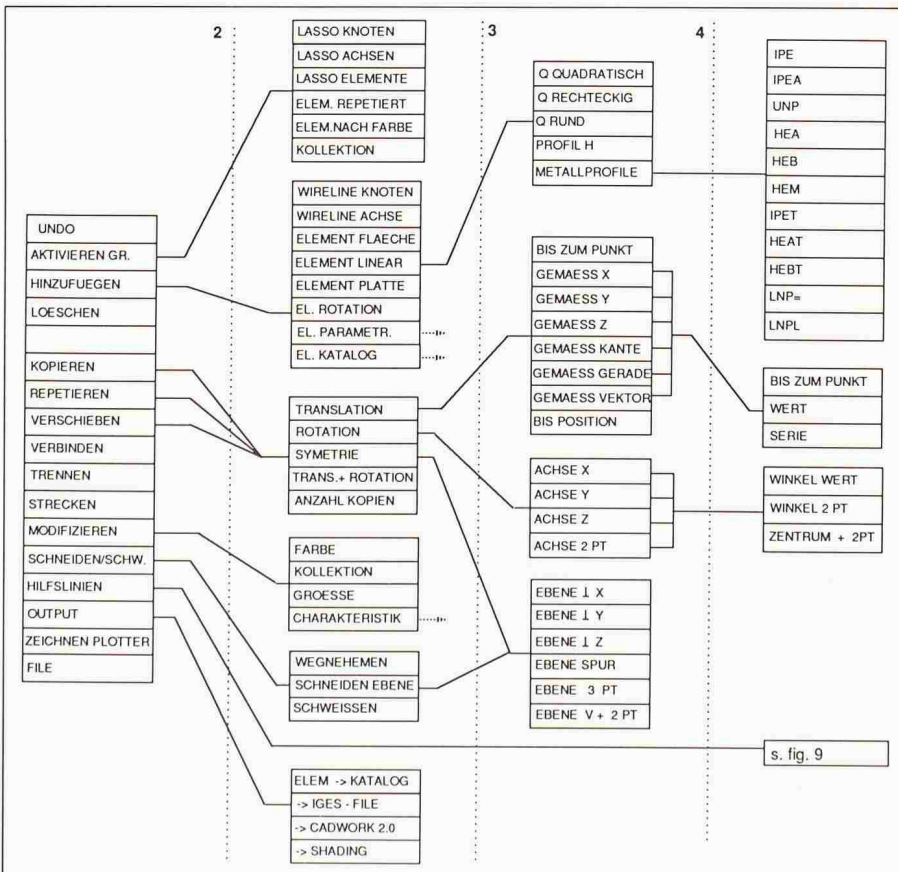 2
3
4
UNDO
AKTIVIEREN GR.
HINZUFUEGEN
LOESCHEN
KOPIEREN
REPETIEREN
VERSCHIEBEN
VERBINDEN
TRENNEN
STRECKEN
MODIFIZIEREN
SCHNEIDEN/SCHW.
HILFSLINIEN
OUTPUT
ZEICHNEN PLOTTER
FILE
LASSO KNOTEN
LASSO ACHSEN
LASSO ELEMENTE
ELEM. REPETIERT
ELEM.NACH FARBE
KOLLEKTION
WIRELINE KNOTEN
WIRELINE ACHSE
ELEMENT FLAECHE
ELEMENT LINEAR
ELEMENT PLATTE
EL. ROTATION
EL. PARAMETR.
EL. KATALOG
TRANSLATION
ROTATION
SYMETRIE
TRANS.+ ROTATION
ANZAHL KOPIEN
FARBE
KOLLEKTION
GROESSE
CHARAKTERISTIK
WEGNEHEMEN
SCHNEIDEN EBENE
SCHWEISSEN
ELEM -> KATALOG
-> IGES - FILE
-> CADWORK 2.0
-> SHADING
Q QUADRATISCH
Q RECHTECKIG
Q RUND
PROFIL H
METALLPROFILE
BIS ZUM PUNKT
GEMAESS X
GEMAESS Y
GEMAESS Z
GEMAESS KANTE
GEMAESS GERADE
GEMAESS VEKTOR
BIS POSITION
ACHSE X
ACHSE Y
ACHSE Z
ACHSE 2 PT
EBENE ⊥ X
EBENE ⊥ Y
EBENE ⊥ Z
EBENE SPUR
EBENE 3 PT
EBENE V + 2 PT
IPE
IPEA
UNP
HEA
HEB
HEM
IPET
HEAT
HEBT
LNP=
LNPL
BIS ZUM PUNKT
WERT
SERIE
WINKEL WERT
WINKEL 2 PT
ZENTRUM + 2PT
s. fig. 9